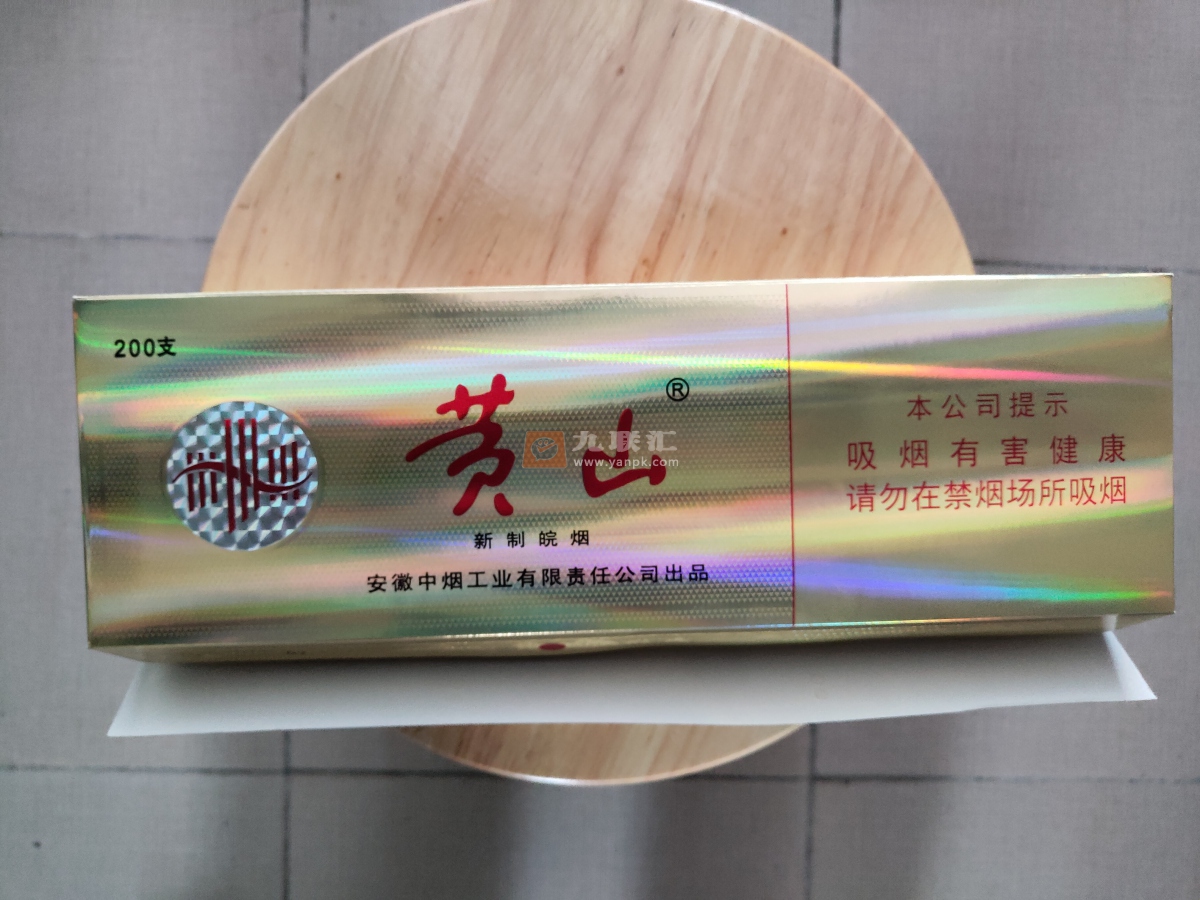 200支
黄山®
九联汇
www.yanpk.com
新制皖烟
安徽中烟工业有限责任公司出品
本公司提示
吸烟有害健康
请勿在禁烟场所吸烟